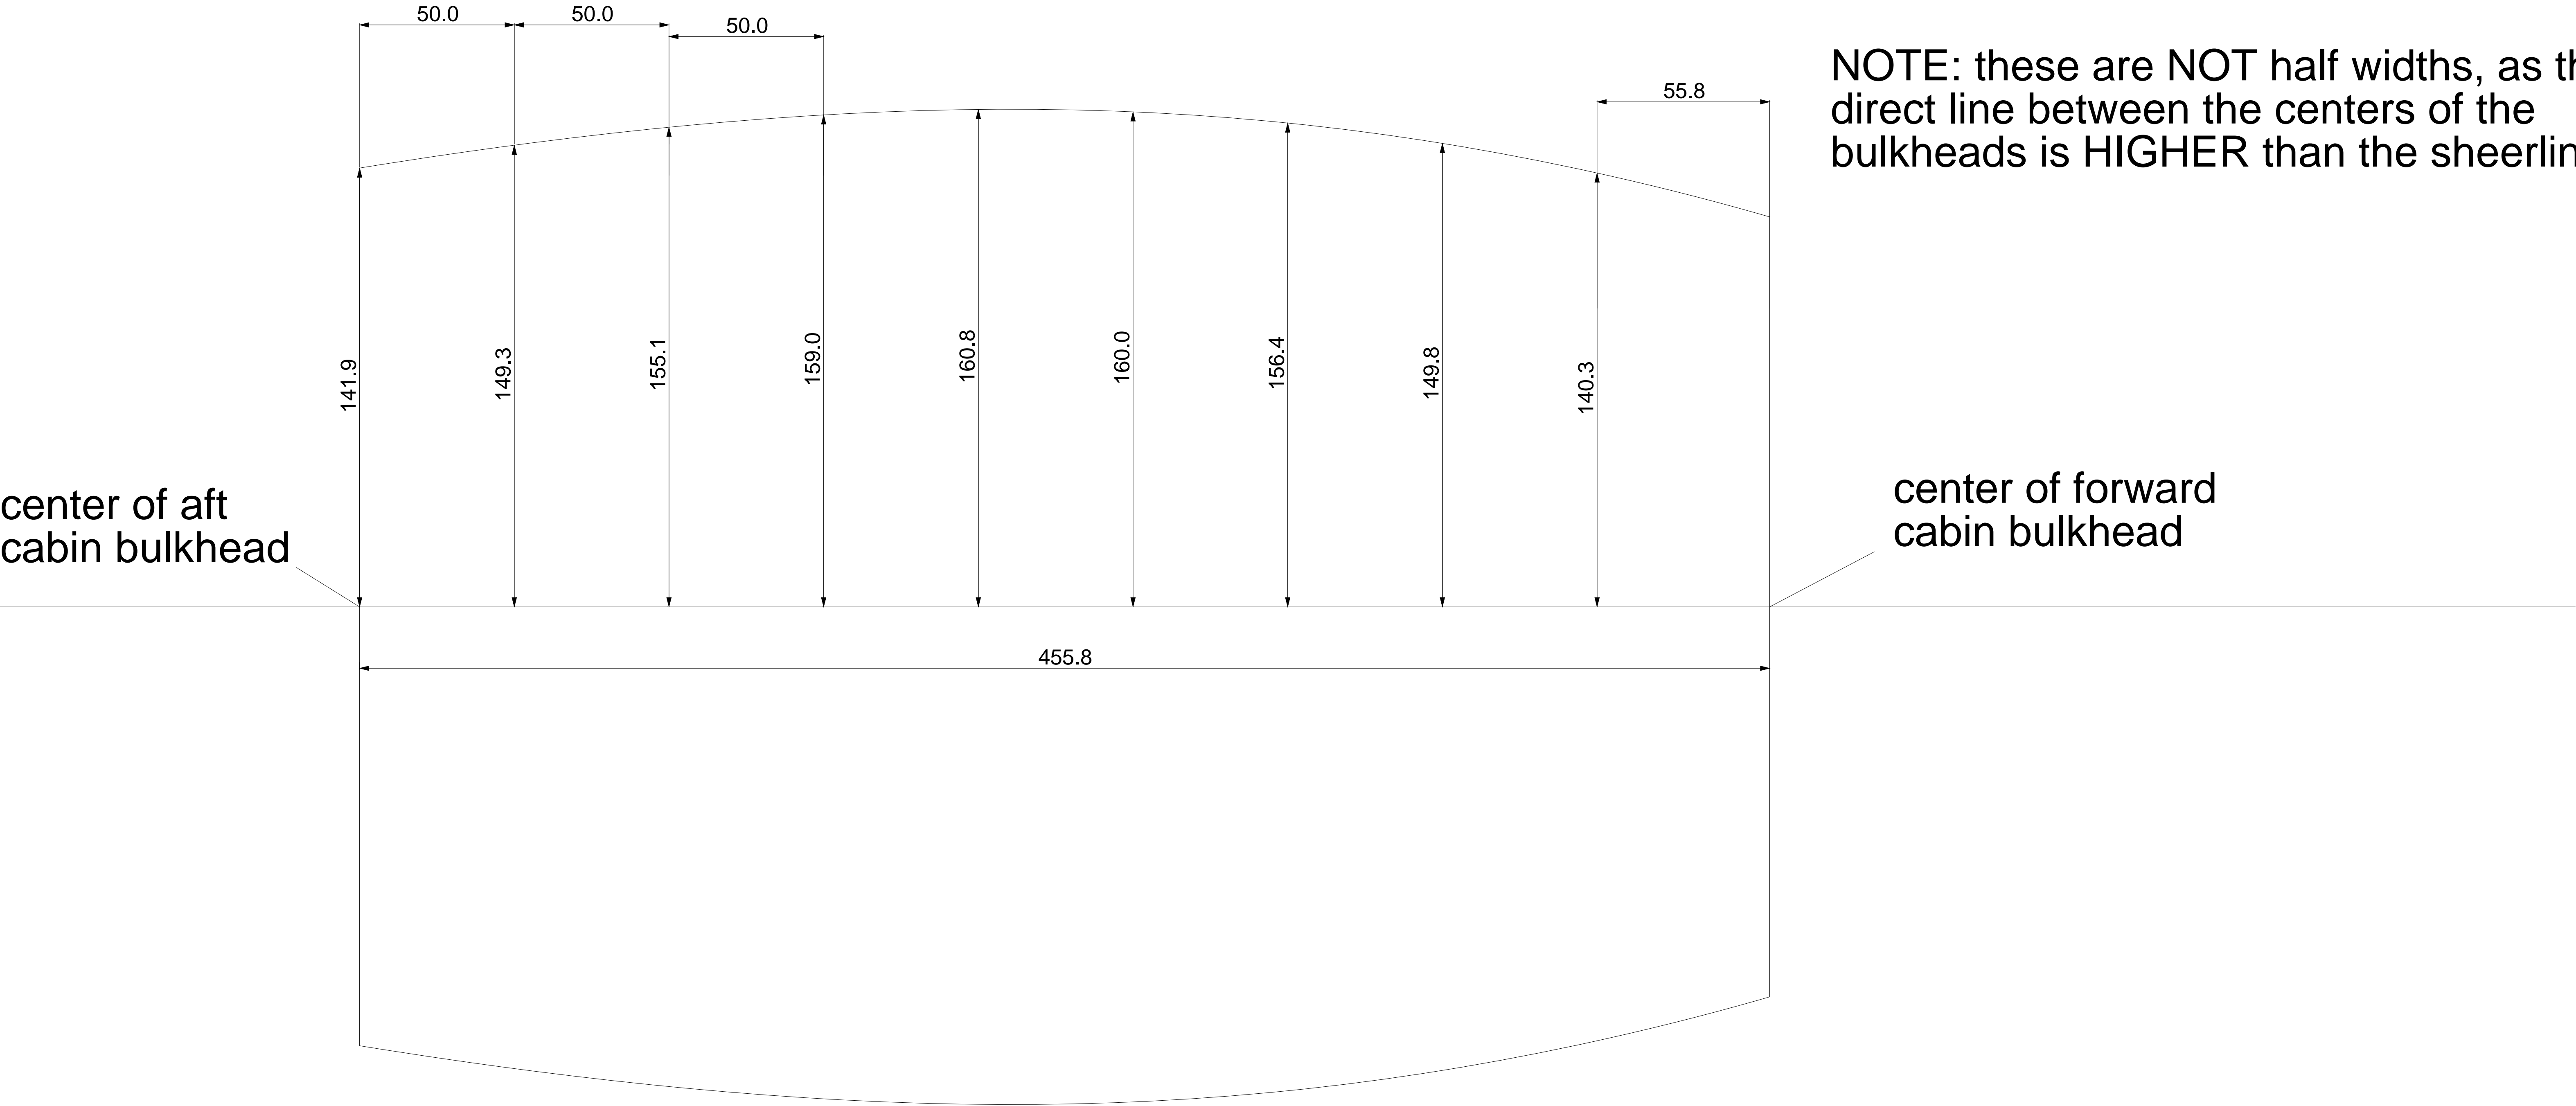 50.0
50.0
50.0
NOTE: these are NOT half widths, as
55.8
direct line between the centers of the
bulkheads is HIGHER than the
141.9
149.3
155.1
159.0
160.8
160.0
156.4
149.8
140.3
center of aft
cabin bulkhead
center of forward
cabin bulkhead
455.8